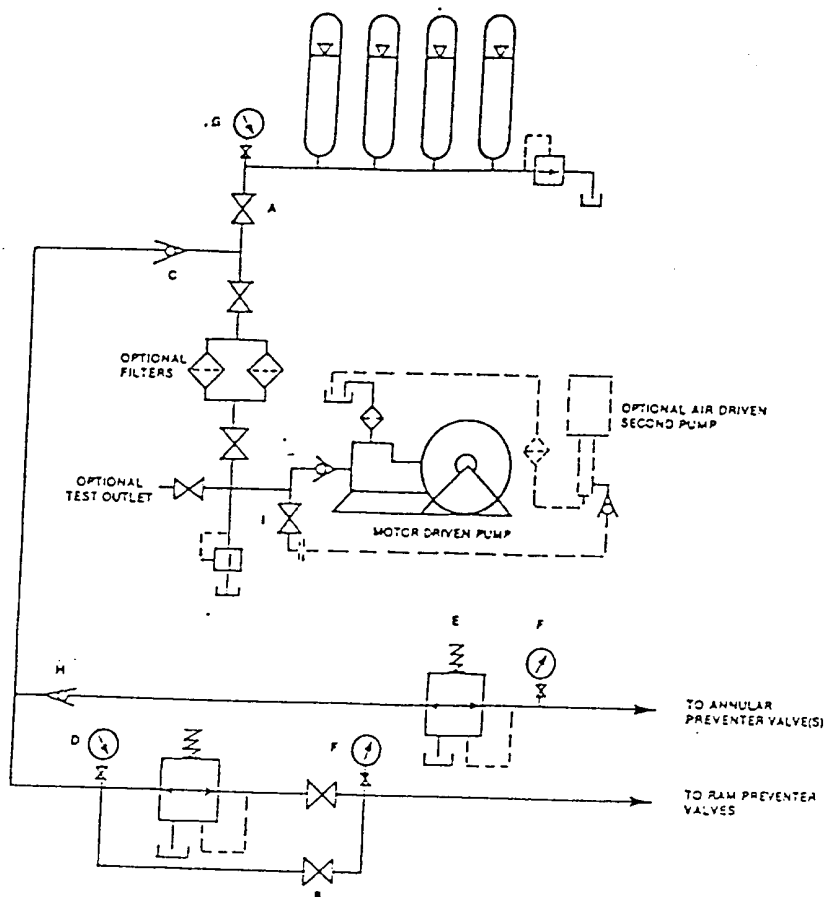 G
A
C
OPTIONAL
FILTERS
OPTIONAL AIR DRIVEN
SECOND PUMP
OPTIONAL
TEST OUTLET
I
MOTOR DRIVEN PUMP
E
F
H
TO ANNULAR
PREVENTER VALVE(S)
D
F
TO RAM PREVENTER
VALVES